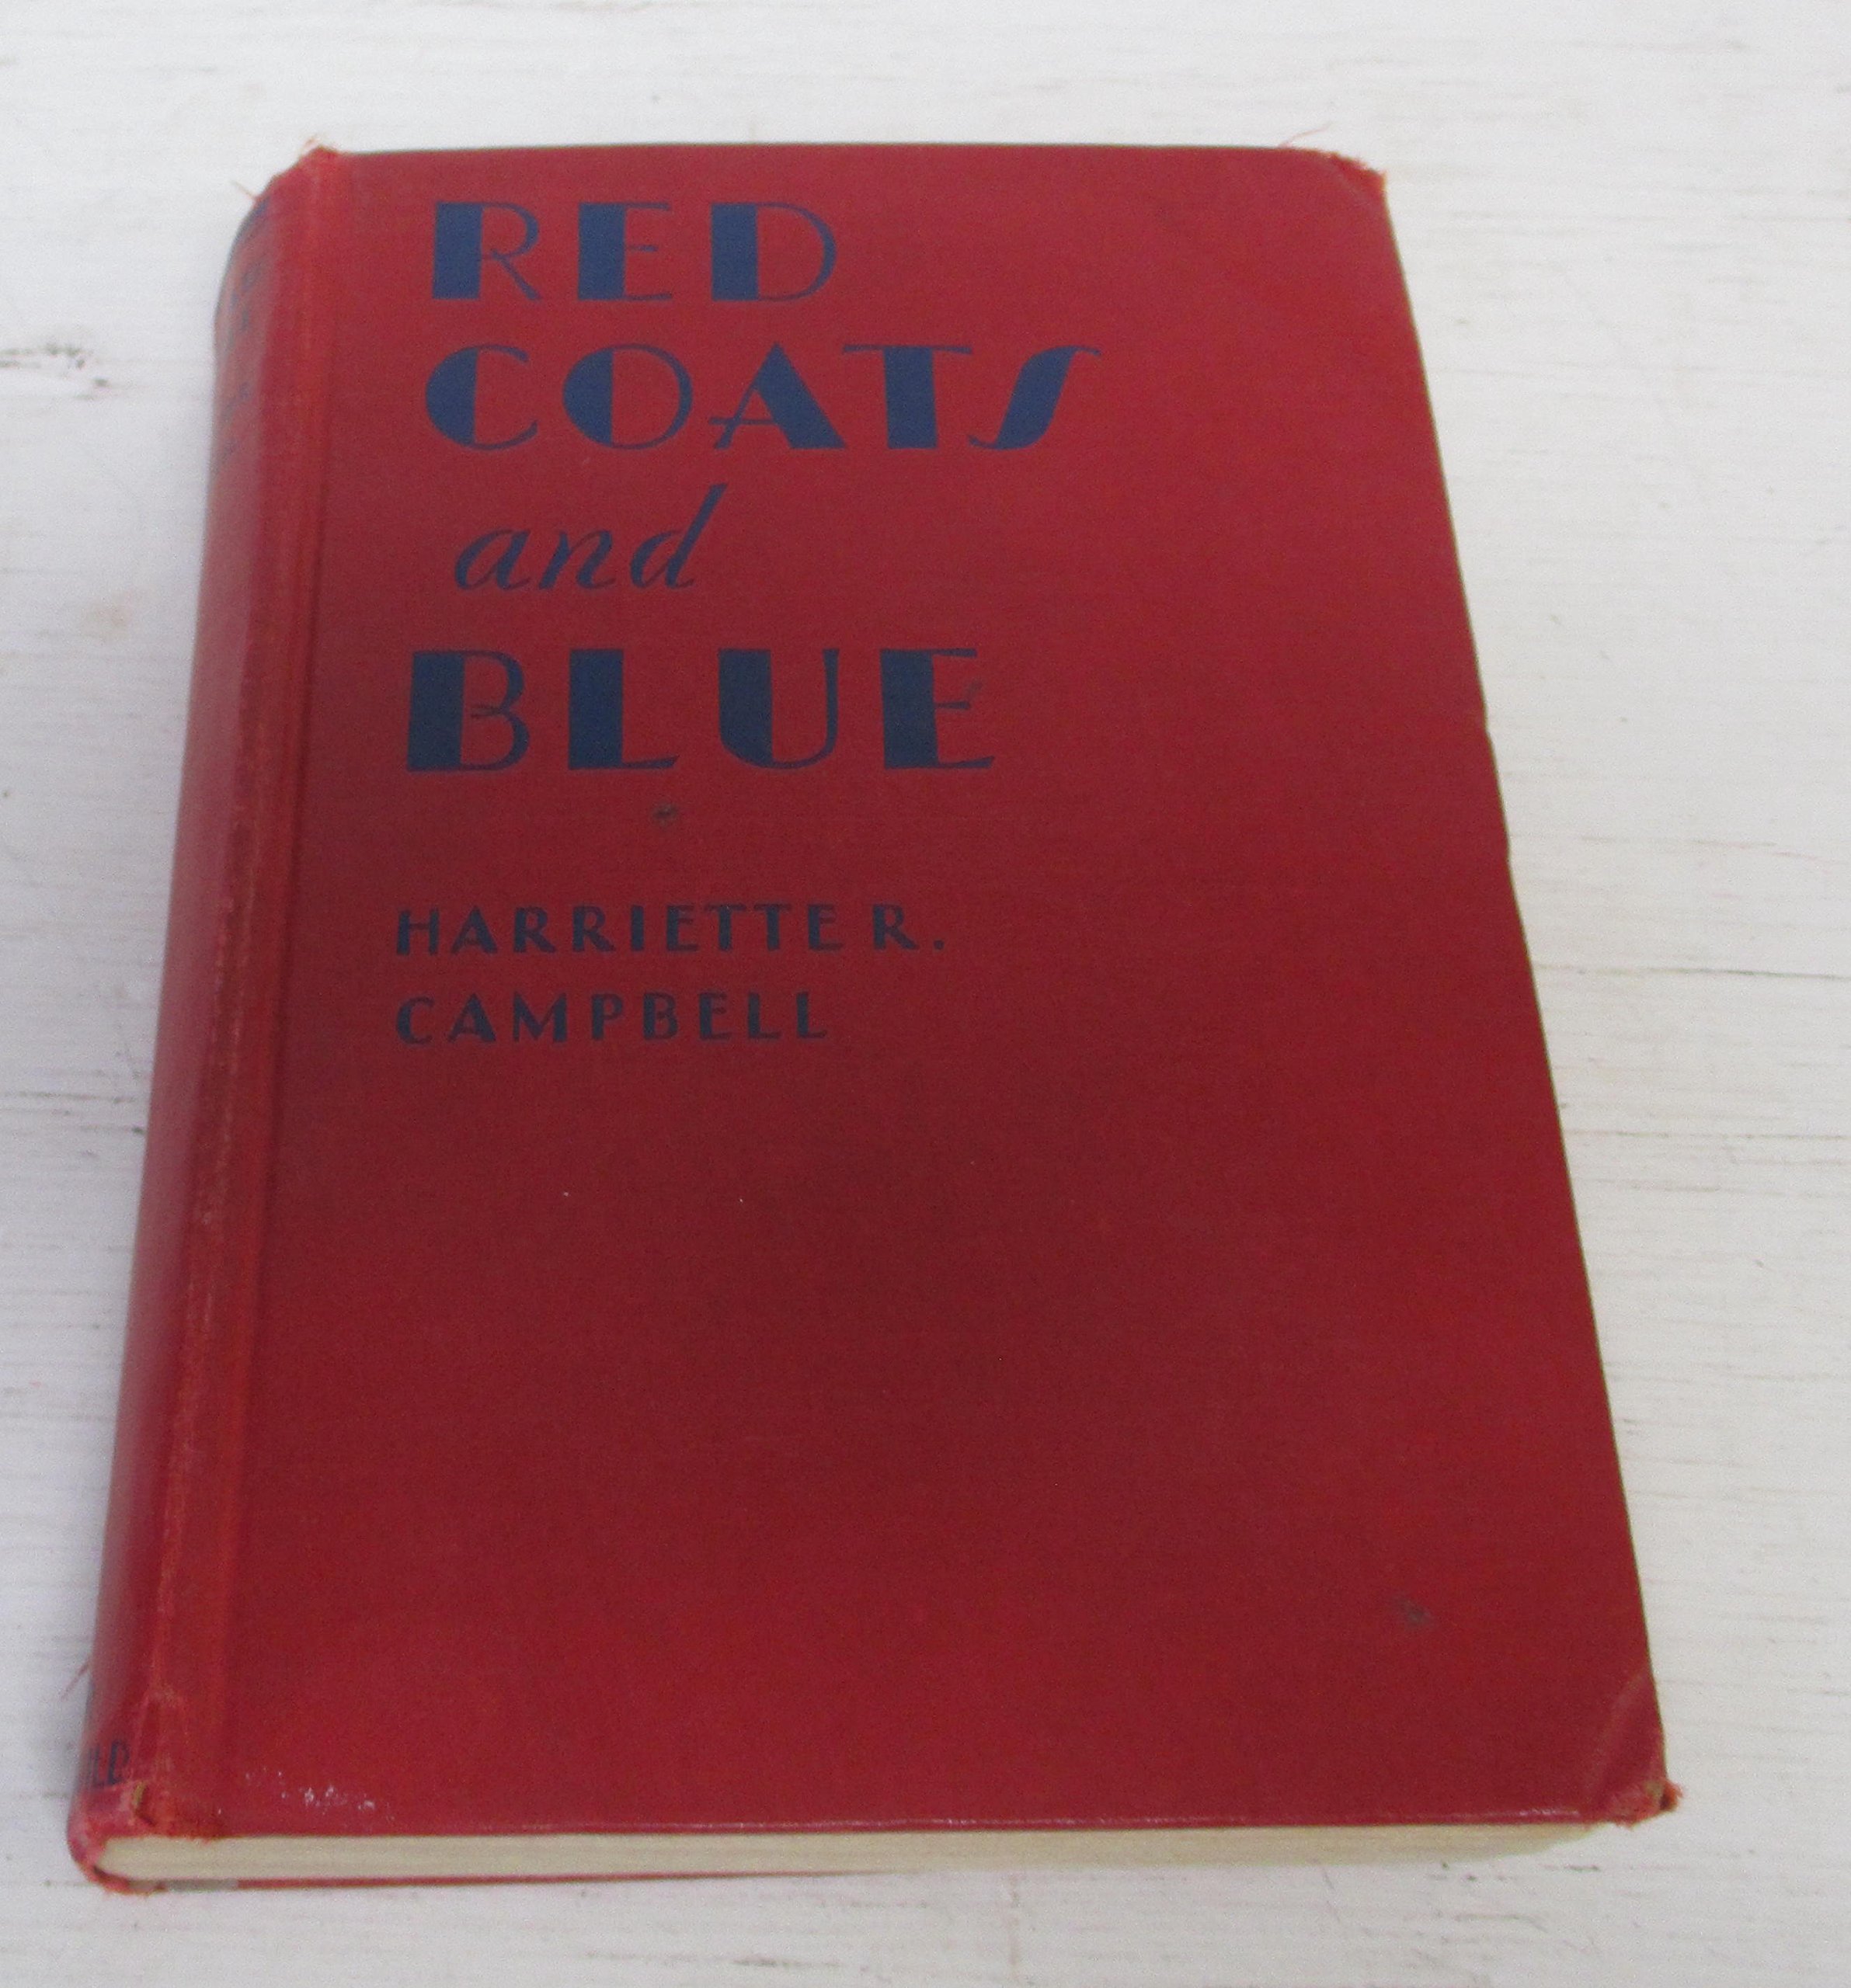 RED
COATS
and
BLUE
HARRIETTE R.
CAMPBELL